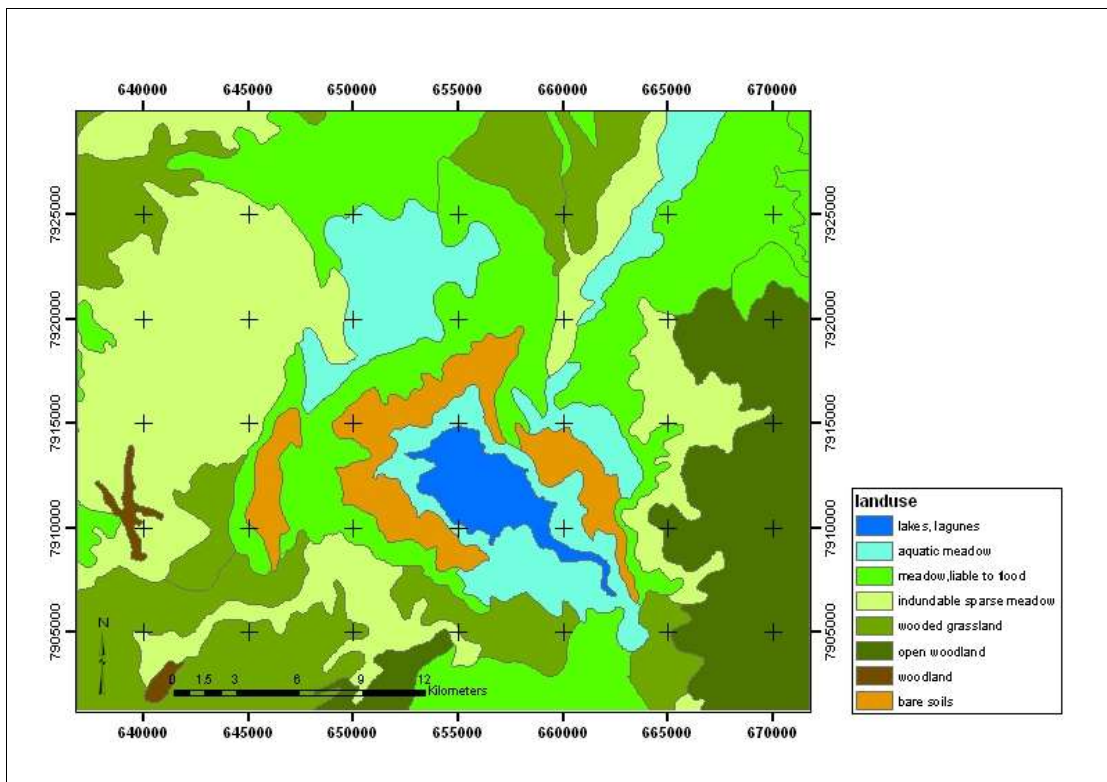 640000 645000 650000 655000 660000 665000 670000
7925000 7925000
7920000 7920000
7915000 7915000
7910000 7910000
7905000 7905000
N
0 1.5 3 6 9 12
Kilometers
640000 645000 650000 655000 660000 665000 670000
landuse
lakes, lagunes
aquatic meadow
meadow,liable to flood
indundable sparse meadow
wooded grassland
open woodland
woodland
bare soils